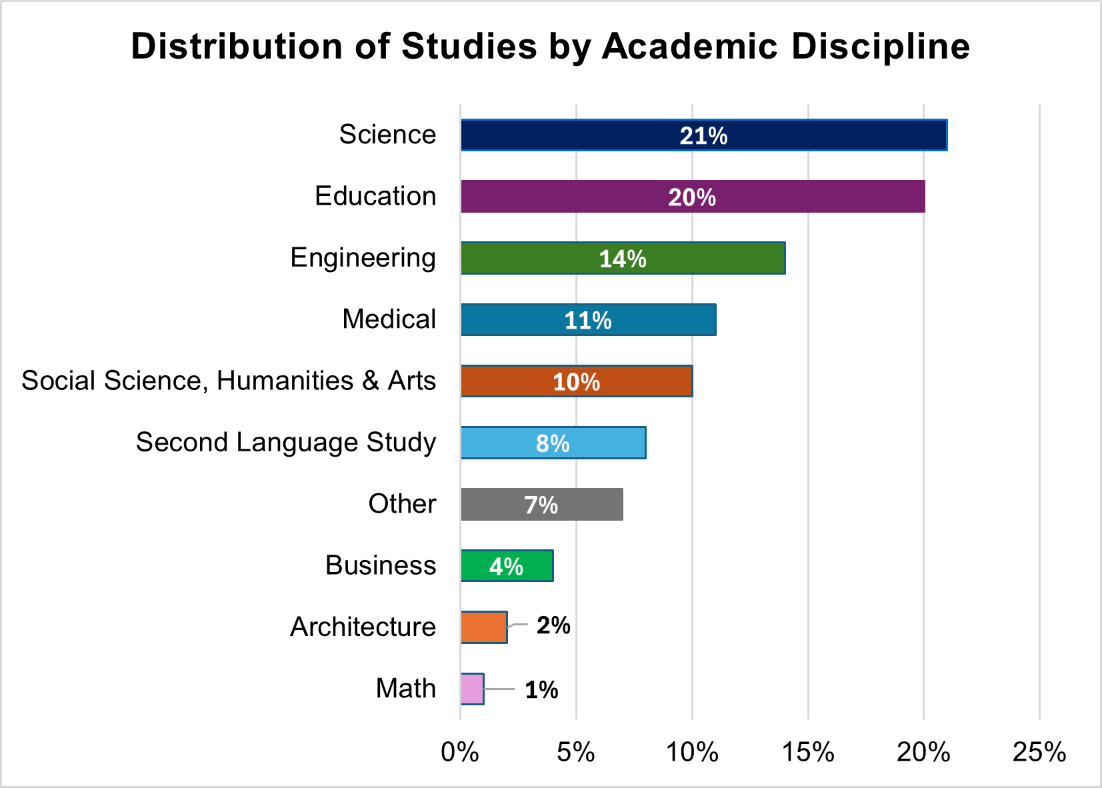 Distribution of Studies by Academic Discipline
Science 21%
Education 20%
Engineering 14%
Medical 11%
Social Science, Humanities & Arts 10%
Second Language Study 8%
Other 7%
Business 4%
Architecture 2%
Math 1%
0% 5% 10% 15% 20% 25%